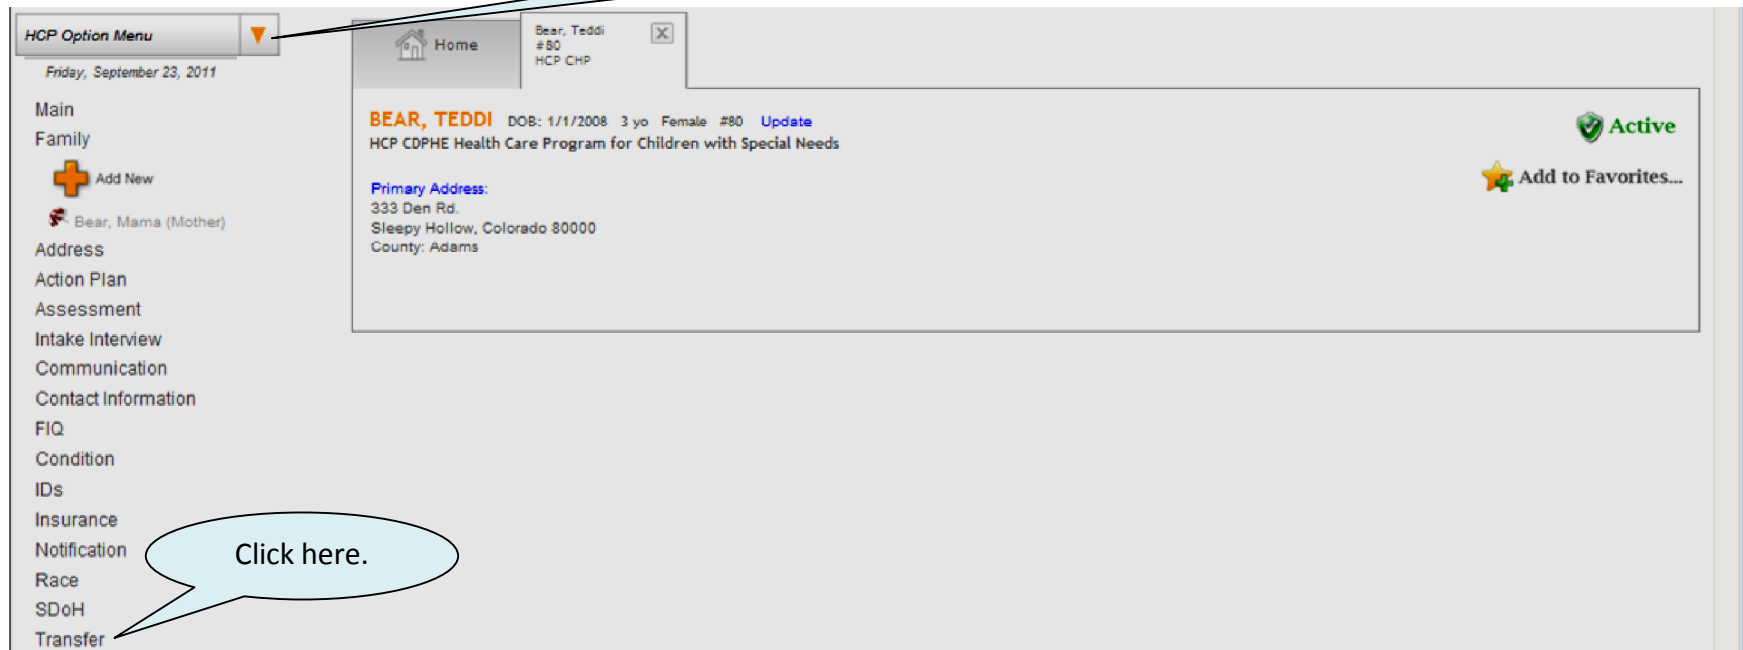 HCP Option Menu
Friday, September 23, 2011
Main
Family
Add New
Bear, Mama (Mother)
Address
Action Plan
Assessment
Intake Interview
Communication
Contact Information
FIQ
Condition
IDs
Insurance
Notification
Race
SDoH
Transfer
Click here.
Home
Bear, Teddi
#80
HCP CHP
X
BEAR, TEDDI DOB: 1/1/2008 3 yo Female #80 Update
HCP CDPHE Health Care Program for Children with Special Needs
Primary Address:
333 Den Rd.
Sleepy Hollow, Colorado 80000
County: Adams
Active
Add to Favorites...